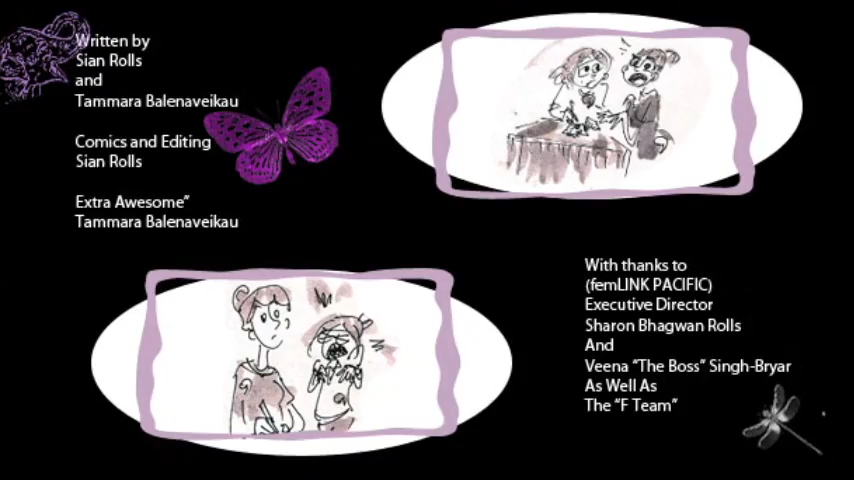 Written by
Sian Rolls
and
Tammara Balenaveikau
Comics and Editing
Sian Rolls
Extra Awesome”
Tammara Balenaveikau
With thanks to
(femLINK PACIFIC)
Executive Director
Sharon Bhagwan Rolls
And
Veena “The Boss” Singh-Bryar
As Well As
The “F Team”